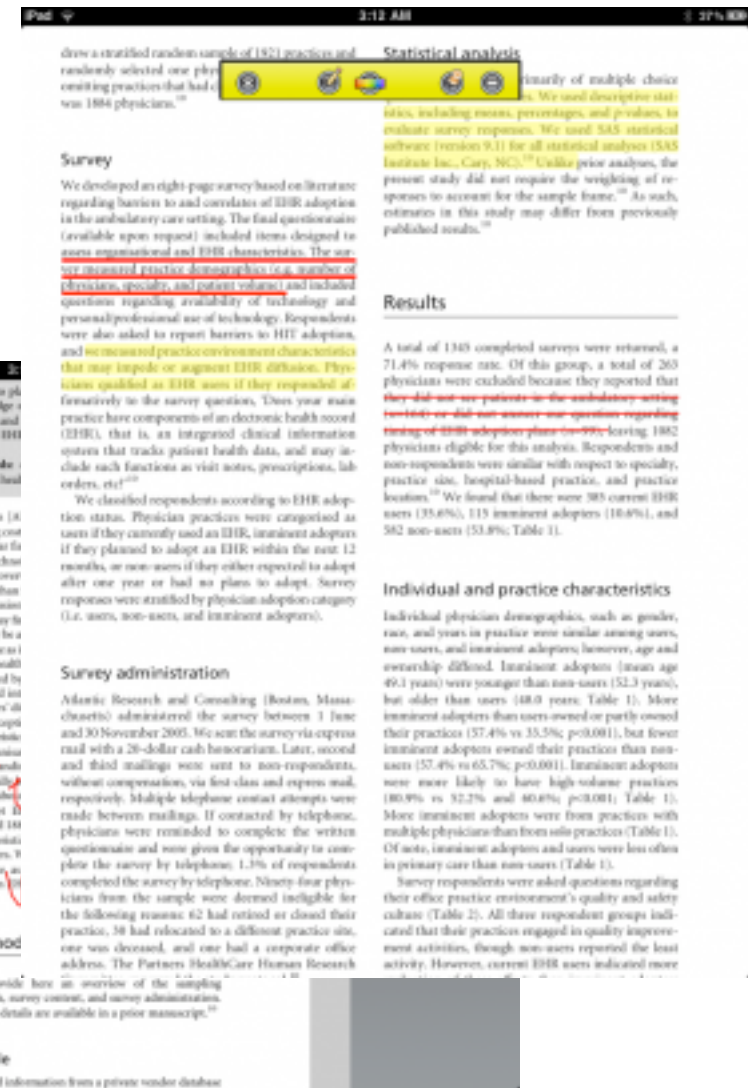 iPad
3:12 AM
37%
drew a stratified random sample of 1921 practices and
randomly selected one phy
omitting practices that had c
was 1884 physicians.
Survey
We developed an eight-page survey based on literature
regarding barriers to and correlates of EHR adoption
in the ambulatory care setting. The final questionnaire
(available upon request) included items designed to
assess organisational and EHR characteristics. The sur-
vey measured practice demographics (e.g. number of
physicians, specialty, and patient volume) and included
questions regarding availability of technology and
personal/professional use of technology. Respondents
were also asked to report barriers to HIT adoption,
and we measured practice environment characteristics
that may impede or augment EHR diffusion. Phys-
icians qualified as EHR users if they responded af-
firmatively to the survey question, 'Does your main
practice have components of an electronic health record
(EHR), that is, an integrated clinical information
system that tracks patient health data, and may in-
clude such functions as visit notes, prescriptions, lab
orders, etc?'
We classified respondents according to EHR adop-
tion status. Physician practices were categorised as
users if they currently used an EHR, imminent adopters
if they planned to adopt an EHR within the next 12
months, or non-users if they either expected to adopt
after one year or had no plans to adopt. Survey
responses were stratified by physician adoption category
(i.e. users, non-users, and imminent adopters).
Survey administration
Atlantic Research and Consulting (Boston, Massa-
chusetts) administered the survey between 1 June
and 30 November 2005. We sent the survey via express
mail with a 20-dollar cash honorarium. Later, second
and third mailings were sent to non-respondents,
without compensation, via first-class and express mail,
respectively. Multiple telephone contact attempts were
made between mailings. If contacted by telephone,
physicians were reminded to complete the written
questionnaire and were given the opportunity to com-
plete the survey by telephone; 1.3% of respondents
completed the survey by telephone. Ninety-four phys-
icians from the sample were deemed ineligible for
the following reasons: 62 had retired or closed their
practice, 30 had relocated to a different practice site,
one was deceased, and one had a corporate office
address. The Partners HealthCare Human Research
Statistical analysis
rimarily of multiple choice
es. We used descriptive stat-
istics, including means, percentages, and p-values, to
evaluate survey responses. We used SAS statistical
software (version 9.1) for all statistical analyses (SAS
Institute Inc., Cary, NC). Unlike prior analyses, the
present study did not require the weighting of re-
sponses to account for the sample frame. As such,
estimates in this study may differ from previously
published results.
Results
A total of 1345 completed surveys were returned, a
71.4% response rate. Of this group, a total of 263
physicians were excluded because they reported that
they did not see patients in the ambulatory setting
(n=164) or did not answer our question regarding
timing of EHR adoption plans (n=99), leaving 1082
physicians eligible for this analysis. Respondents and
non-respondents were similar with respect to specialty,
practice size, hospital-based practice, and practice
location. We found that there were 385 current EHR
users (35.6%), 115 imminent adopters (10.6%), and
582 non-users (53.8%; Table 1).
Individual and practice characteristics
Individual physician demographics, such as gender,
race, and years in practice were similar among users,
non-users, and imminent adopters; however, age and
ownership differed. Imminent adopters (mean age
49.1 years) were younger than non-users (52.3 years),
but older than users (48.0 years; Table 1). More
imminent adopters than users owned or partly owned
their practices (57.4% vs 33.5%; p<0.001), but fewer
imminent adopters owned their practices than non-
users (57.4% vs 65.7%; p<0.001). Imminent adopters
were more likely to have high-volume practices
(80.9% vs 52.2% and 60.6%; p<0.001; Table 1).
More imminent adopters were from practices with
multiple physicians than from solo practices (Table 1).
Of note, imminent adopters and users were less often
in primary care than non-users (Table 1).
Survey respondents were asked questions regarding
their office practice environment's quality and safety
culture (Table 2). All three respondent groups indi-
cated that their practices engaged in quality improve-
ment activities, though non-users reported the least
activity. However, current EHR users indicated more
vide here an overview of the sampling
, survey content, and survey administration.
details are available in a prior manuscript.
le
d information from a private vendor database